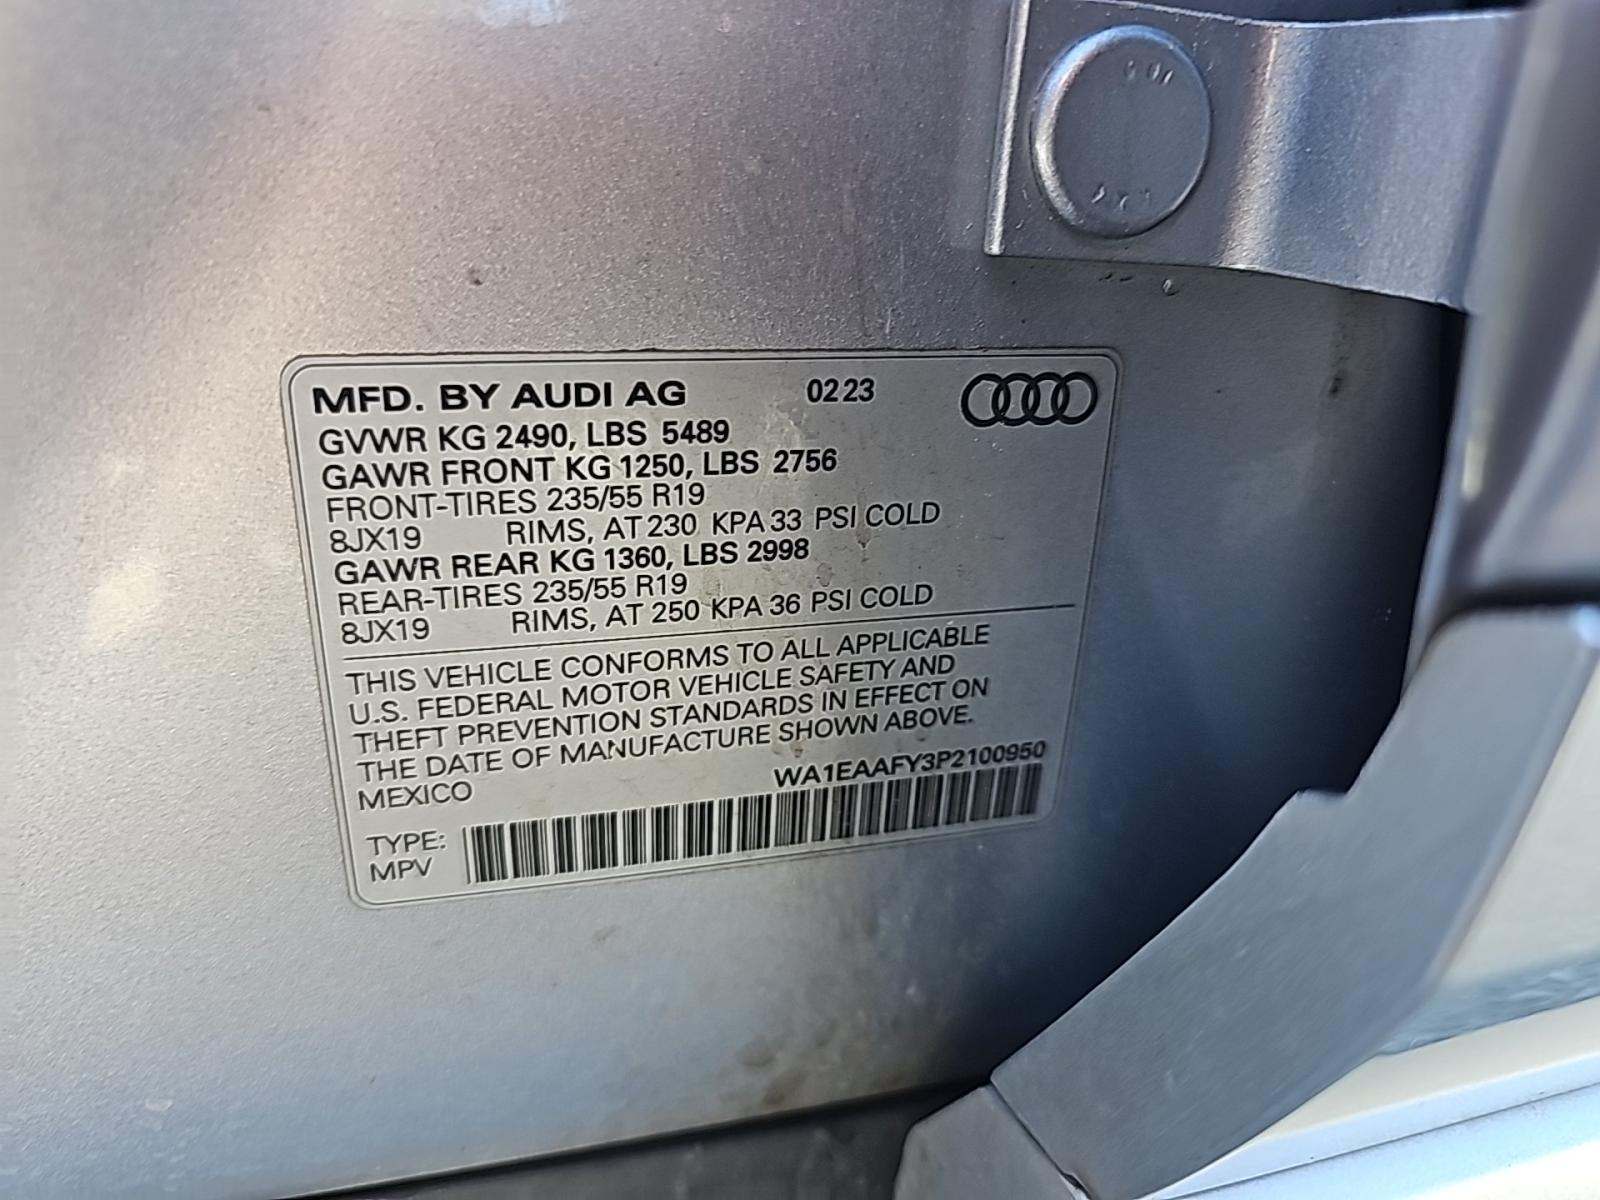 MFD. BY AUDI AG 0223
GVWR KG 2490, LBS 5489
GAWR FRONT KG 1250, LBS 2756
FRONT-TIRES 235/55 R19
8JX19 RIMS, AT 230 KPA 33 PSI COLD
GAWR REAR KG 1360, LBS 2998
REAR-TIRES 235/55 R19
8JX19 RIMS, AT 250 KPA 36 PSI COLD
THIS VEHICLE CONFORMS TO ALL APPLICABLE
U.S. FEDERAL MOTOR VEHICLE SAFETY AND
THEFT PREVENTION STANDARDS IN EFFECT ON
THE DATE OF MANUFACTURE SHOWN ABOVE.
MEXICO WA1EAAFY3P2100950
TYPE:
MPV